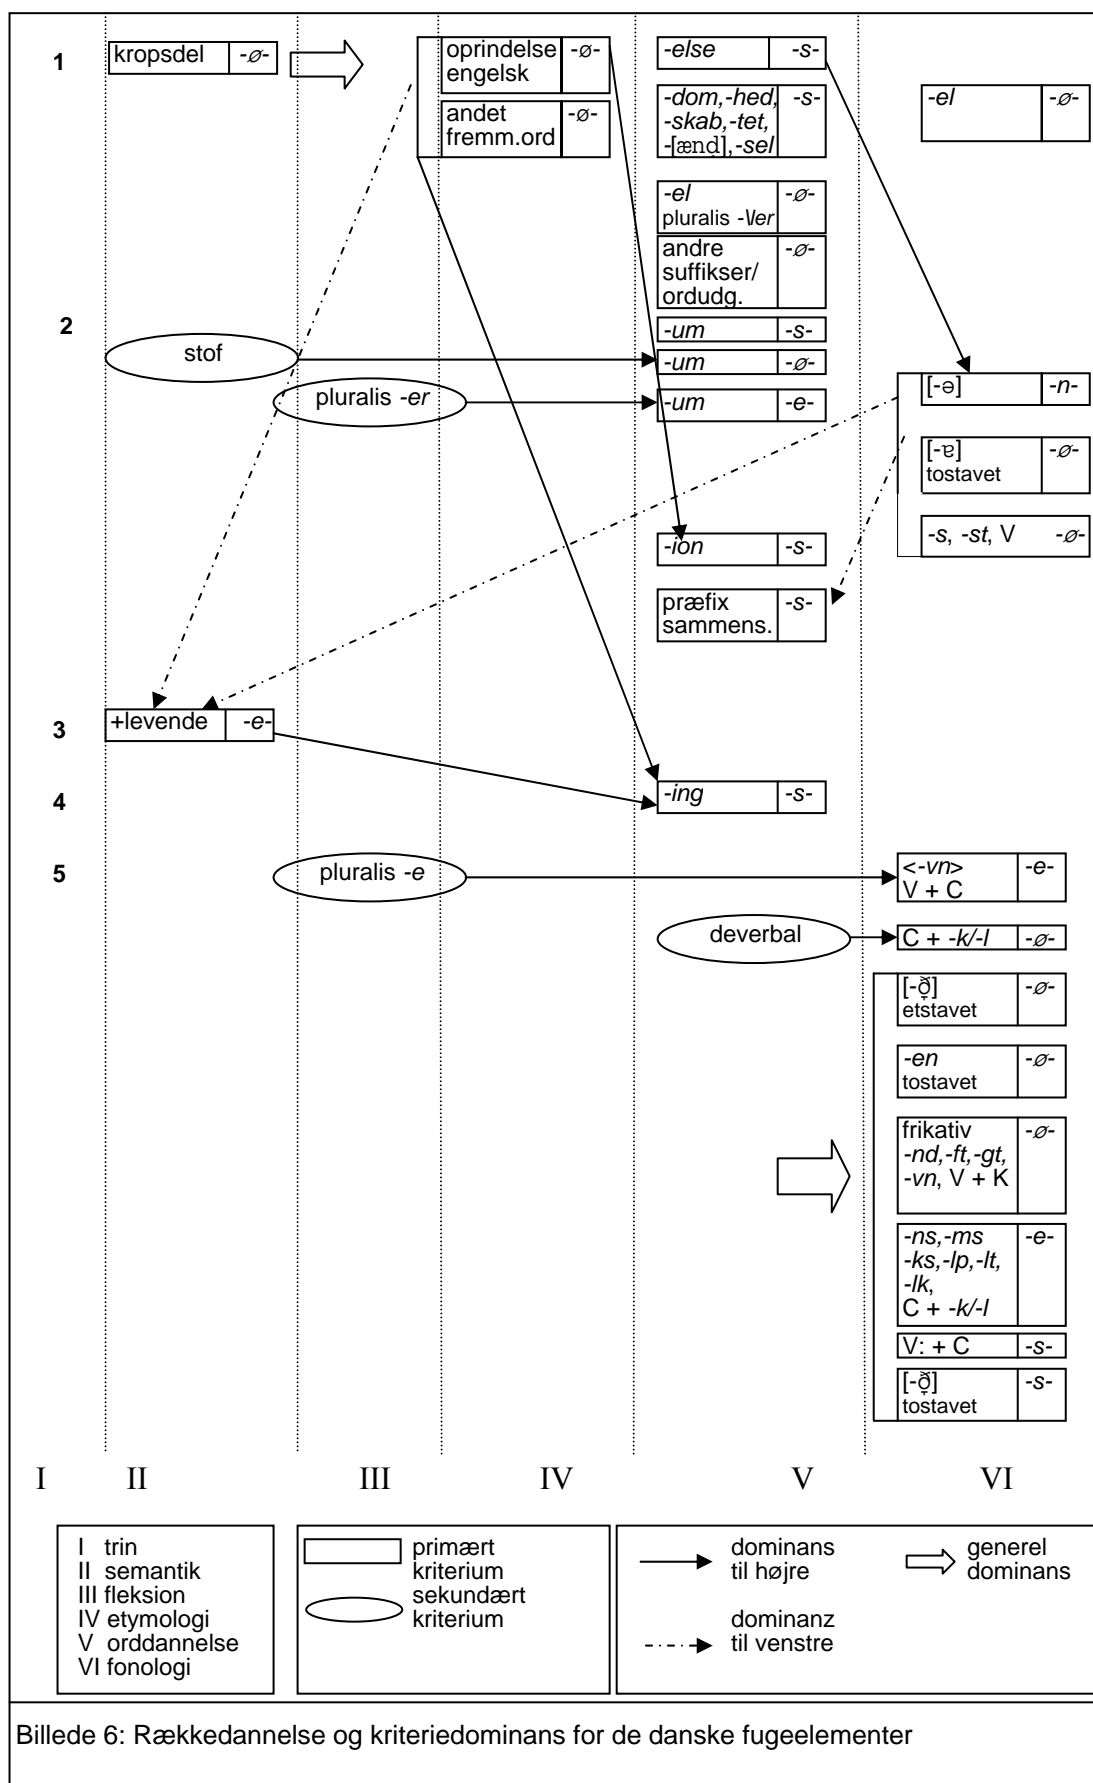 1
kropsdel -ø-
oprindelse -ø-
engelsk
andet -ø-
fremm.ord
-else -s-
-dom,-hed, -s-
-skab,-tet,
-[ænd̥],-sel
-el -ø-
pluralis -\ler
andre -ø-
suffikser/
ordudg.
-el -ø-
2
stof
pluralis -er
-um -s-
-um -ø-
-um -e-
[-ə] -n-
[-ɐ] -ø-
tostavet
-s, -st, V -ø-
-ion -s-
præfix -s-
sammens.
3
+levende -e-
4
-ing -s-
5
pluralis -e
<-vn> -e-
V + C
deverbal
C + -k/-l -ø-
[-ð̞] -ø-
etstavet
-en -ø-
tostavet
frikativ -ø-
-nd,-ft,-gt,
-vn, V + K
-ns,-ms -e-
-ks,-lp,-lt,
-lk,
C + -k/-l
V: + C -s-
[-ð̞] -s-
tostavet
I II III IV V VI
I trin
II semantik
III fleksion
IV etymologi
V orddannelse
VI fonologi
primært
kriterium
sekundært
kriterium
dominans
til højre
dominanz
til venstre
generel
dominans
Billede 6: Rækkedannelse og kriteriedominans for de danske fugeelementer